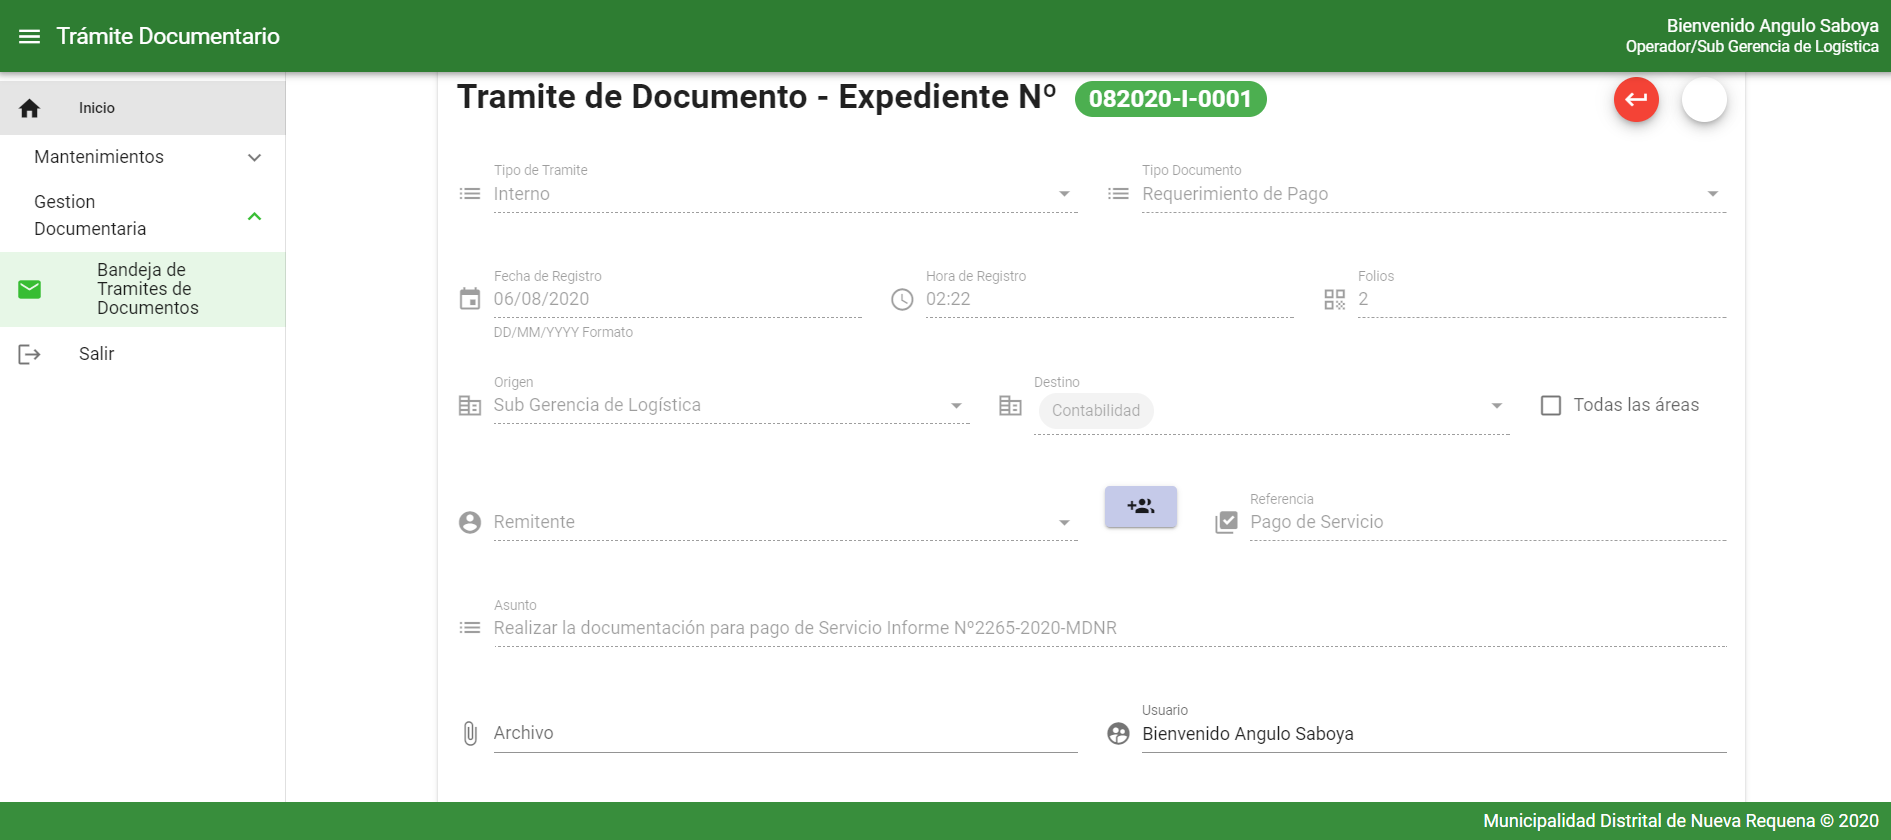 Trámite Documentario
Bienvenido Angulo Saboya
Operador/Sub Gerencia de Logística
Inicio
Mantenimientos
Gestion
Documentaria
Bandeja de
Tramites de
Documentos
Salir
Tramite de Documento - Expediente Nº 082020-I-0001
Tipo de Tramite
Interno
Tipo Documento
Requerimiento de Pago
Fecha de Registro
06/08/2020
DD/MM/YYYY Formato
Hora de Registro
02:22
Folios
2
Origen
Sub Gerencia de Logística
Destino
Contabilidad
Todas las áreas
Remitente
Referencia
Pago de Servicio
Asunto
Realizar la documentación para pago de Servicio Informe Nº2265-2020-MDNR
Archivo
Usuario
Bienvenido Angulo Saboya
Municipalidad Distrital de Nueva Requena © 2020